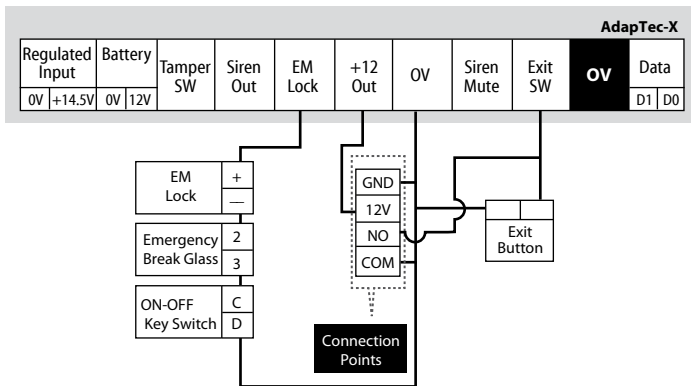 AdapTec-X
Regulated Input
0V +14.5V
Battery
0V 12V
Tamper SW
Siren Out
EM Lock
+12 Out
OV
Siren Mute
Exit SW
OV
Data
D1 D0
EM Lock
+
—
Emergency Break Glass
2
3
ON-OFF Key Switch
C
D
GND
12V
NO
COM
Exit Button
Connection Points